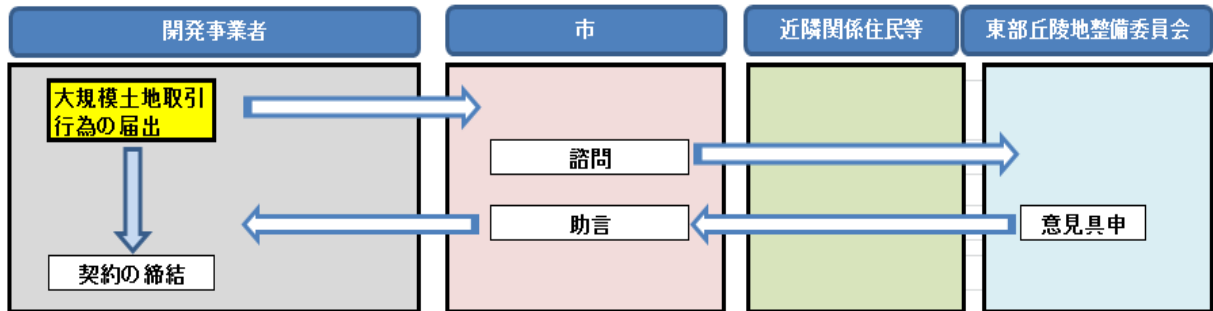 開発事業者
市
近隣関係住民等
東部丘陵地整備委員会
大規模土地取引
行為の届出
諮問
助言
意見具申
契約の締結